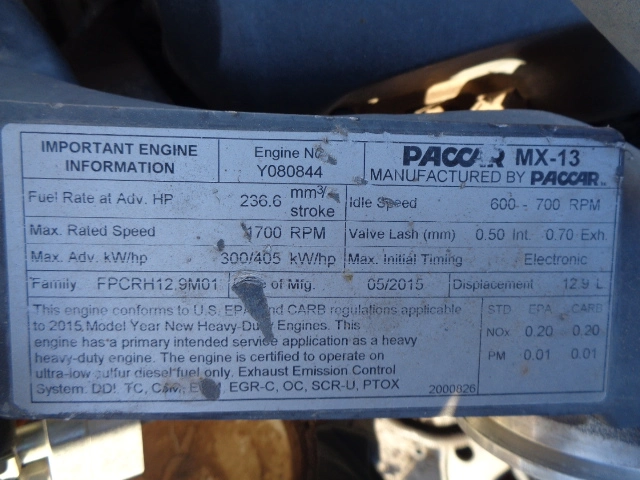 IMPORTANT ENGINE INFORMATION
Engine No.
Y080844
PACCAR MX-13
MANUFACTURED BY PACCAR
Fuel Rate at Adv. HP 236.6 mm³/stroke
Idle Speed 600 - 700 RPM
Max. Rated Speed 1700 RPM
Valve Lash (mm) 0.50 Int. 0.70 Exh.
Max. Adv. kW/hp 300/405 kW/hp
Max. Initial Timing Electronic
Family FPCRH12.9M01
of Mfg. 05/2015
Displacement 12.9 L
This engine conforms to U.S. EPA and CARB regulations applicable
to 2015 Model Year New Heavy-Duty Engines. This
engine has a primary intended service application as a heavy
heavy-duty engine. The engine is certified to operate on
ultra-low sulfur diesel fuel only. Exhaust Emission Control
System: DDI, TC, CAC, ECM, EGR-C, OC, SCR-U, PTOX
2000826
STD EPA CARB
NOx 0.20 0.20
PM 0.01 0.01